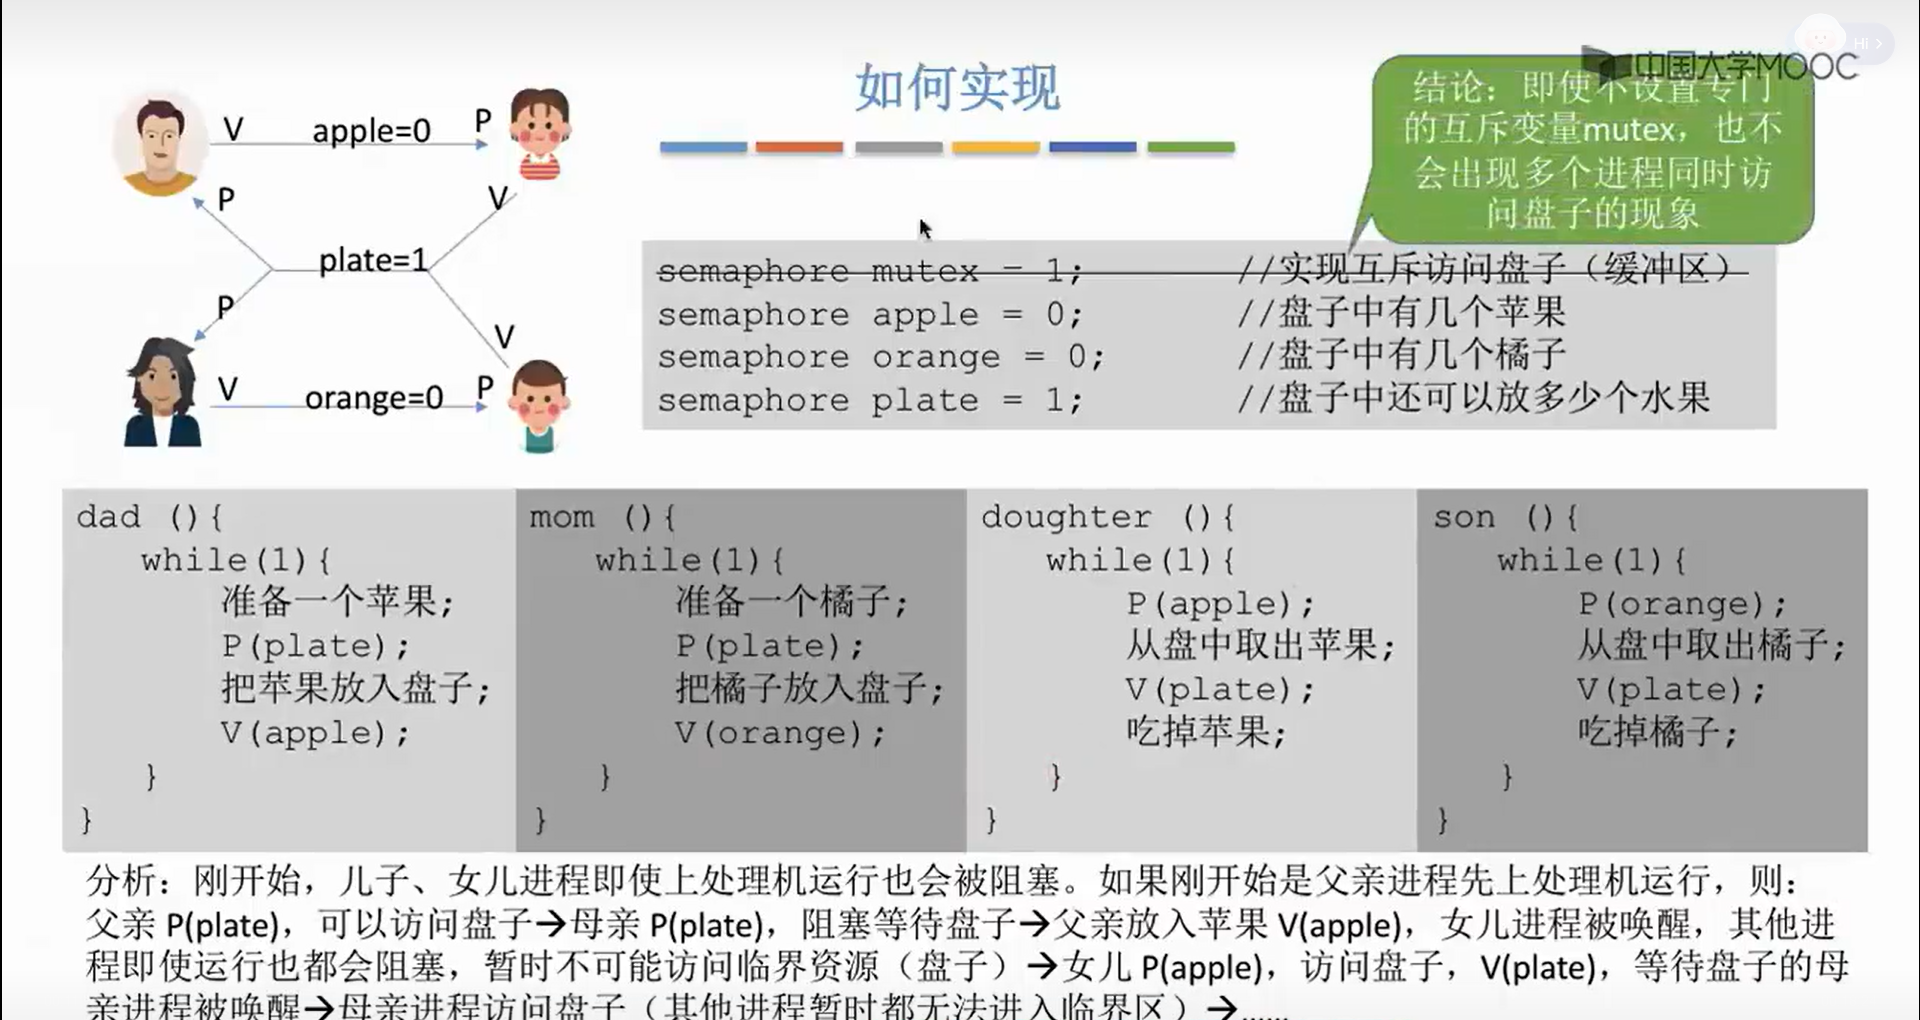 如何实现
中国大学MOOC
Hi >
结论：即使不设置专门
的互斥变量mutex，也不
会出现多个进程同时访
问盘子的现象
V apple=0 P
P V
plate=1
P V
V orange=0 P
semaphore mutex = 1; //实现互斥访问盘子（缓冲区）
semaphore apple = 0; //盘子中有几个苹果
semaphore orange = 0; //盘子中有几个橘子
semaphore plate = 1; //盘子中还可以放多少个水果
dad (){
while(1){
准备一个苹果;
P(plate);
把苹果放入盘子;
V(apple);
}
}
mom (){
while(1){
准备一个橘子;
P(plate);
把橘子放入盘子;
V(orange);
}
}
doughter (){
while(1){
P(apple);
从盘中取出苹果;
V(plate);
吃掉苹果;
}
}
son (){
while(1){
P(orange);
从盘中取出橘子;
V(plate);
吃掉橘子;
}
}
分析：刚开始，儿子、女儿进程即使上处理机运行也会被阻塞。如果刚开始是父亲进程先上处理机运行，则：
父亲 P(plate)，可以访问盘子→母亲 P(plate)，阻塞等待盘子→父亲放入苹果 V(apple)，女儿进程被唤醒，其他进
程即使运行也都会阻塞，暂时不可能访问临界资源（盘子）→女儿 P(apple)，访问盘子，V(plate)，等待盘子的母
亲进程被唤醒→母亲进程访问盘子（其他进程暂时都无法进入临界区）→……